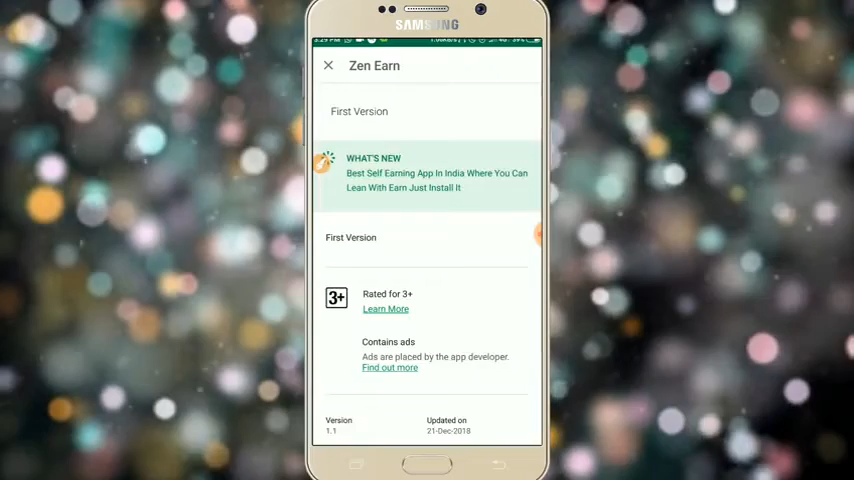 SAMSUNG
Zen Earn
First Version
WHAT'S NEW
Best Self Earning App In India Where You Can
Lean With Earn Just Install It
First Version
3+
Rated for 3+
Learn More
Contains ads
Ads are placed by the app developer.
Find out more
Version
Updated on
1.1
21-Dec-2018